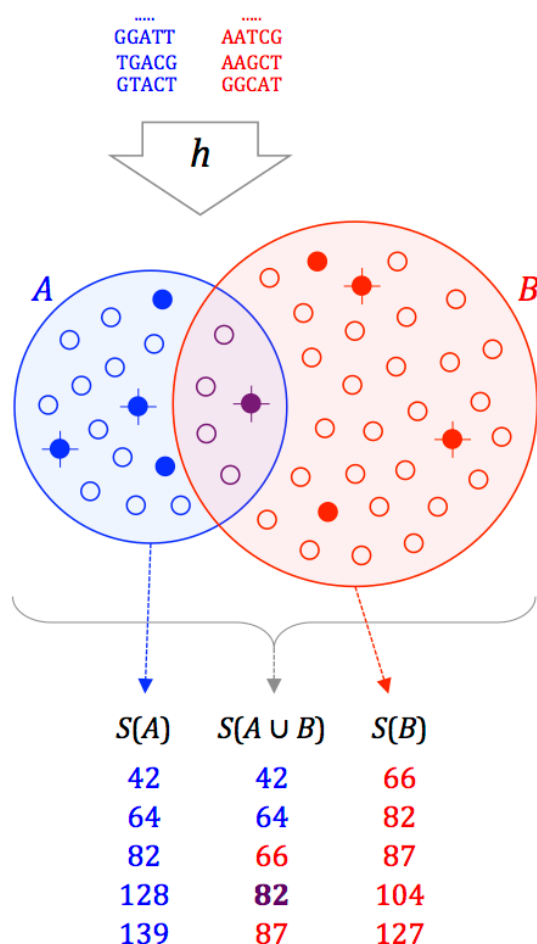 ..... .....
GGATT AATCG
TGACG AAGCT
GTACT GGCAT
h
A B
S(A) S(A ∪ B) S(B)
42 42 66
64 64 82
82 66 87
128 82 104
139 87 127